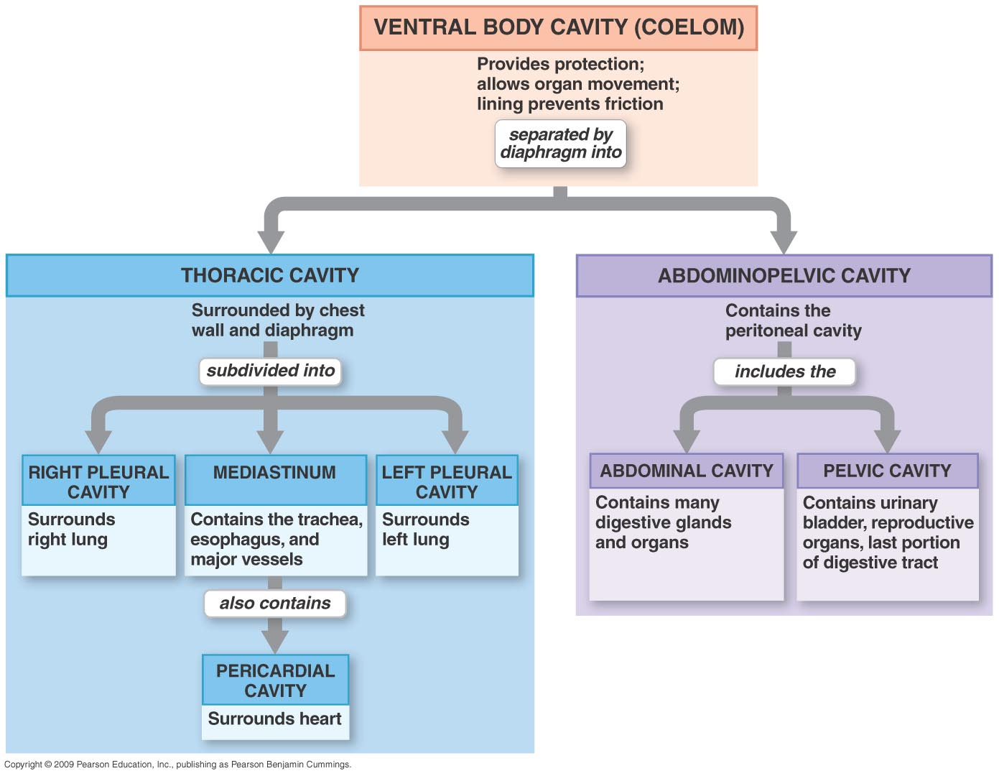 VENTRAL BODY CAVITY (COELOM)
Provides protection;
allows organ movement;
lining prevents friction
separated by
diaphragm into
THORACIC CAVITY
Surrounded by chest
wall and diaphragm
subdivided into
RIGHT PLEURAL
CAVITY
Surrounds
right lung
MEDIASTINUM
Contains the trachea,
esophagus, and
major vessels
LEFT PLEURAL
CAVITY
Surrounds
left lung
also contains
PERICARDIAL
CAVITY
Surrounds heart
ABDOMINOPELVIC CAVITY
Contains the
peritoneal cavity
includes the
ABDOMINAL CAVITY
Contains many
digestive glands
and organs
PELVIC CAVITY
Contains urinary
bladder, reproductive
organs, last portion
of digestive tract
Copyright © 2009 Pearson Education, Inc., publishing as Pearson Benjamin Cummings.